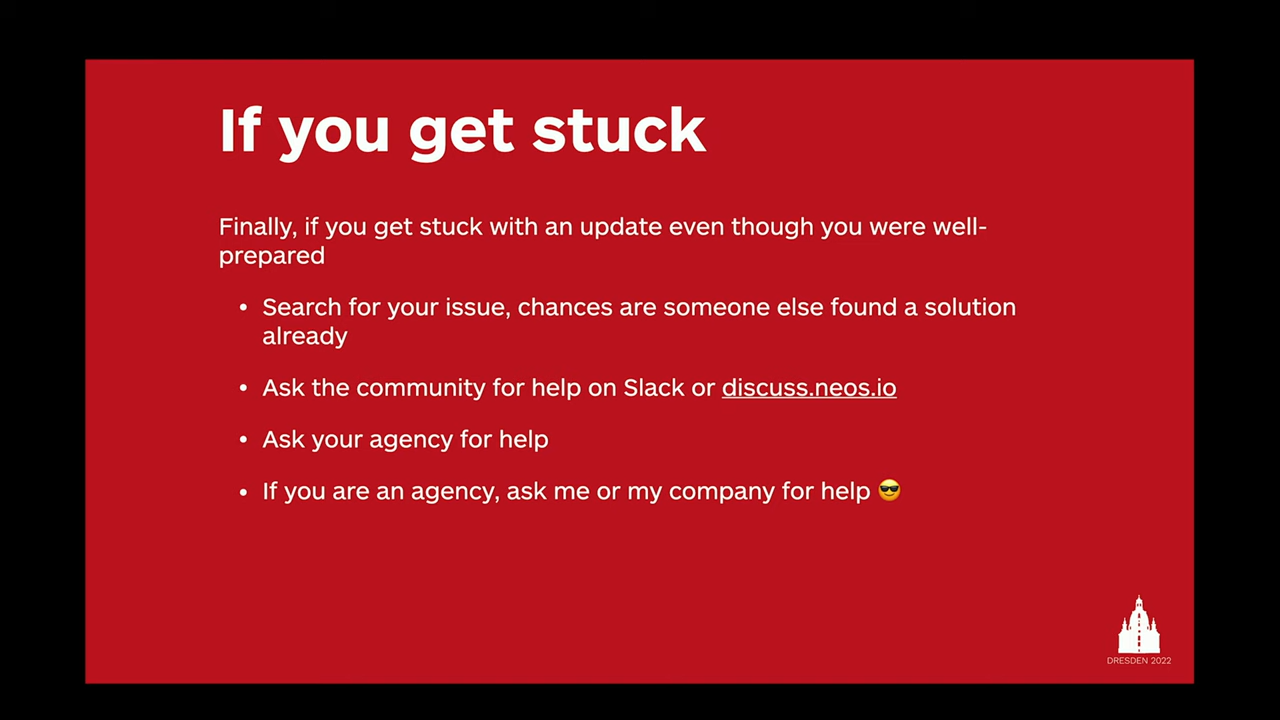 If you get stuck
Finally, if you get stuck with an update even though you were well-
prepared
• Search for your issue, chances are someone else found a solution
already
• Ask the community for help on Slack or discuss.neos.io
• Ask your agency for help
• If you are an agency, ask me or my company for help 😎
DRESDEN 2022